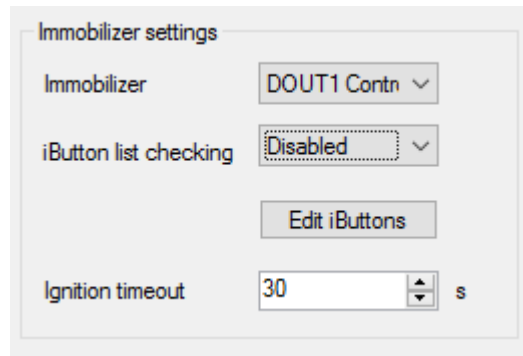 Immobilizer settings
Immobilizer DOUT1 Contr
iButton list checking Disabled
Edit iButtons
Ignition timeout 30 s